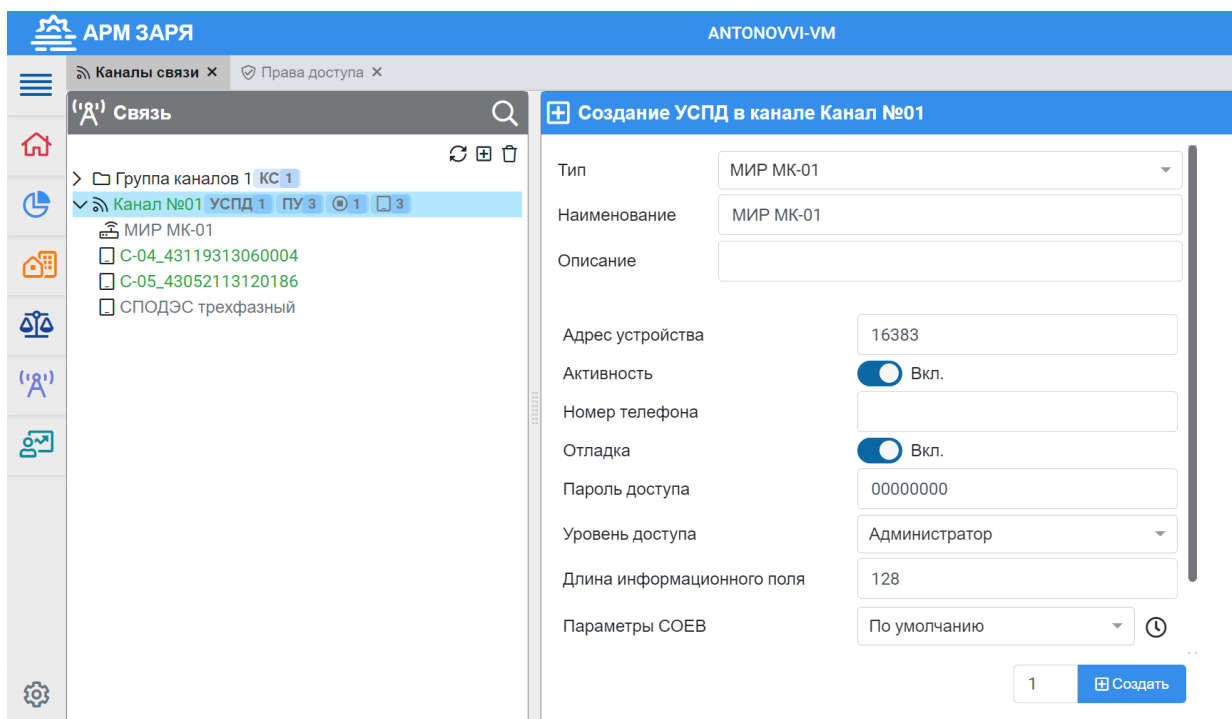 АРМ ЗАРЯ
ANTONOVVI-VM
Каналы связи ×
Права доступа ×
Связь
Группа каналов 1 КС 1
Канал №01 УСПД 1 ПУ 3 1 3
МИР МК-01
С-04_43119313060004
С-05_43052113120186
СПОДЭС трехфазный
Создание УСПД в канале Канал №01
Тип МИР МК-01
Наименование МИР МК-01
Описание
Адрес устройства 16383
Активность Вкл.
Номер телефона
Отладка Вкл.
Пароль доступа 00000000
Уровень доступа Администратор
Длина информационного поля 128
Параметры СОЕВ По умолчанию
1 Создать